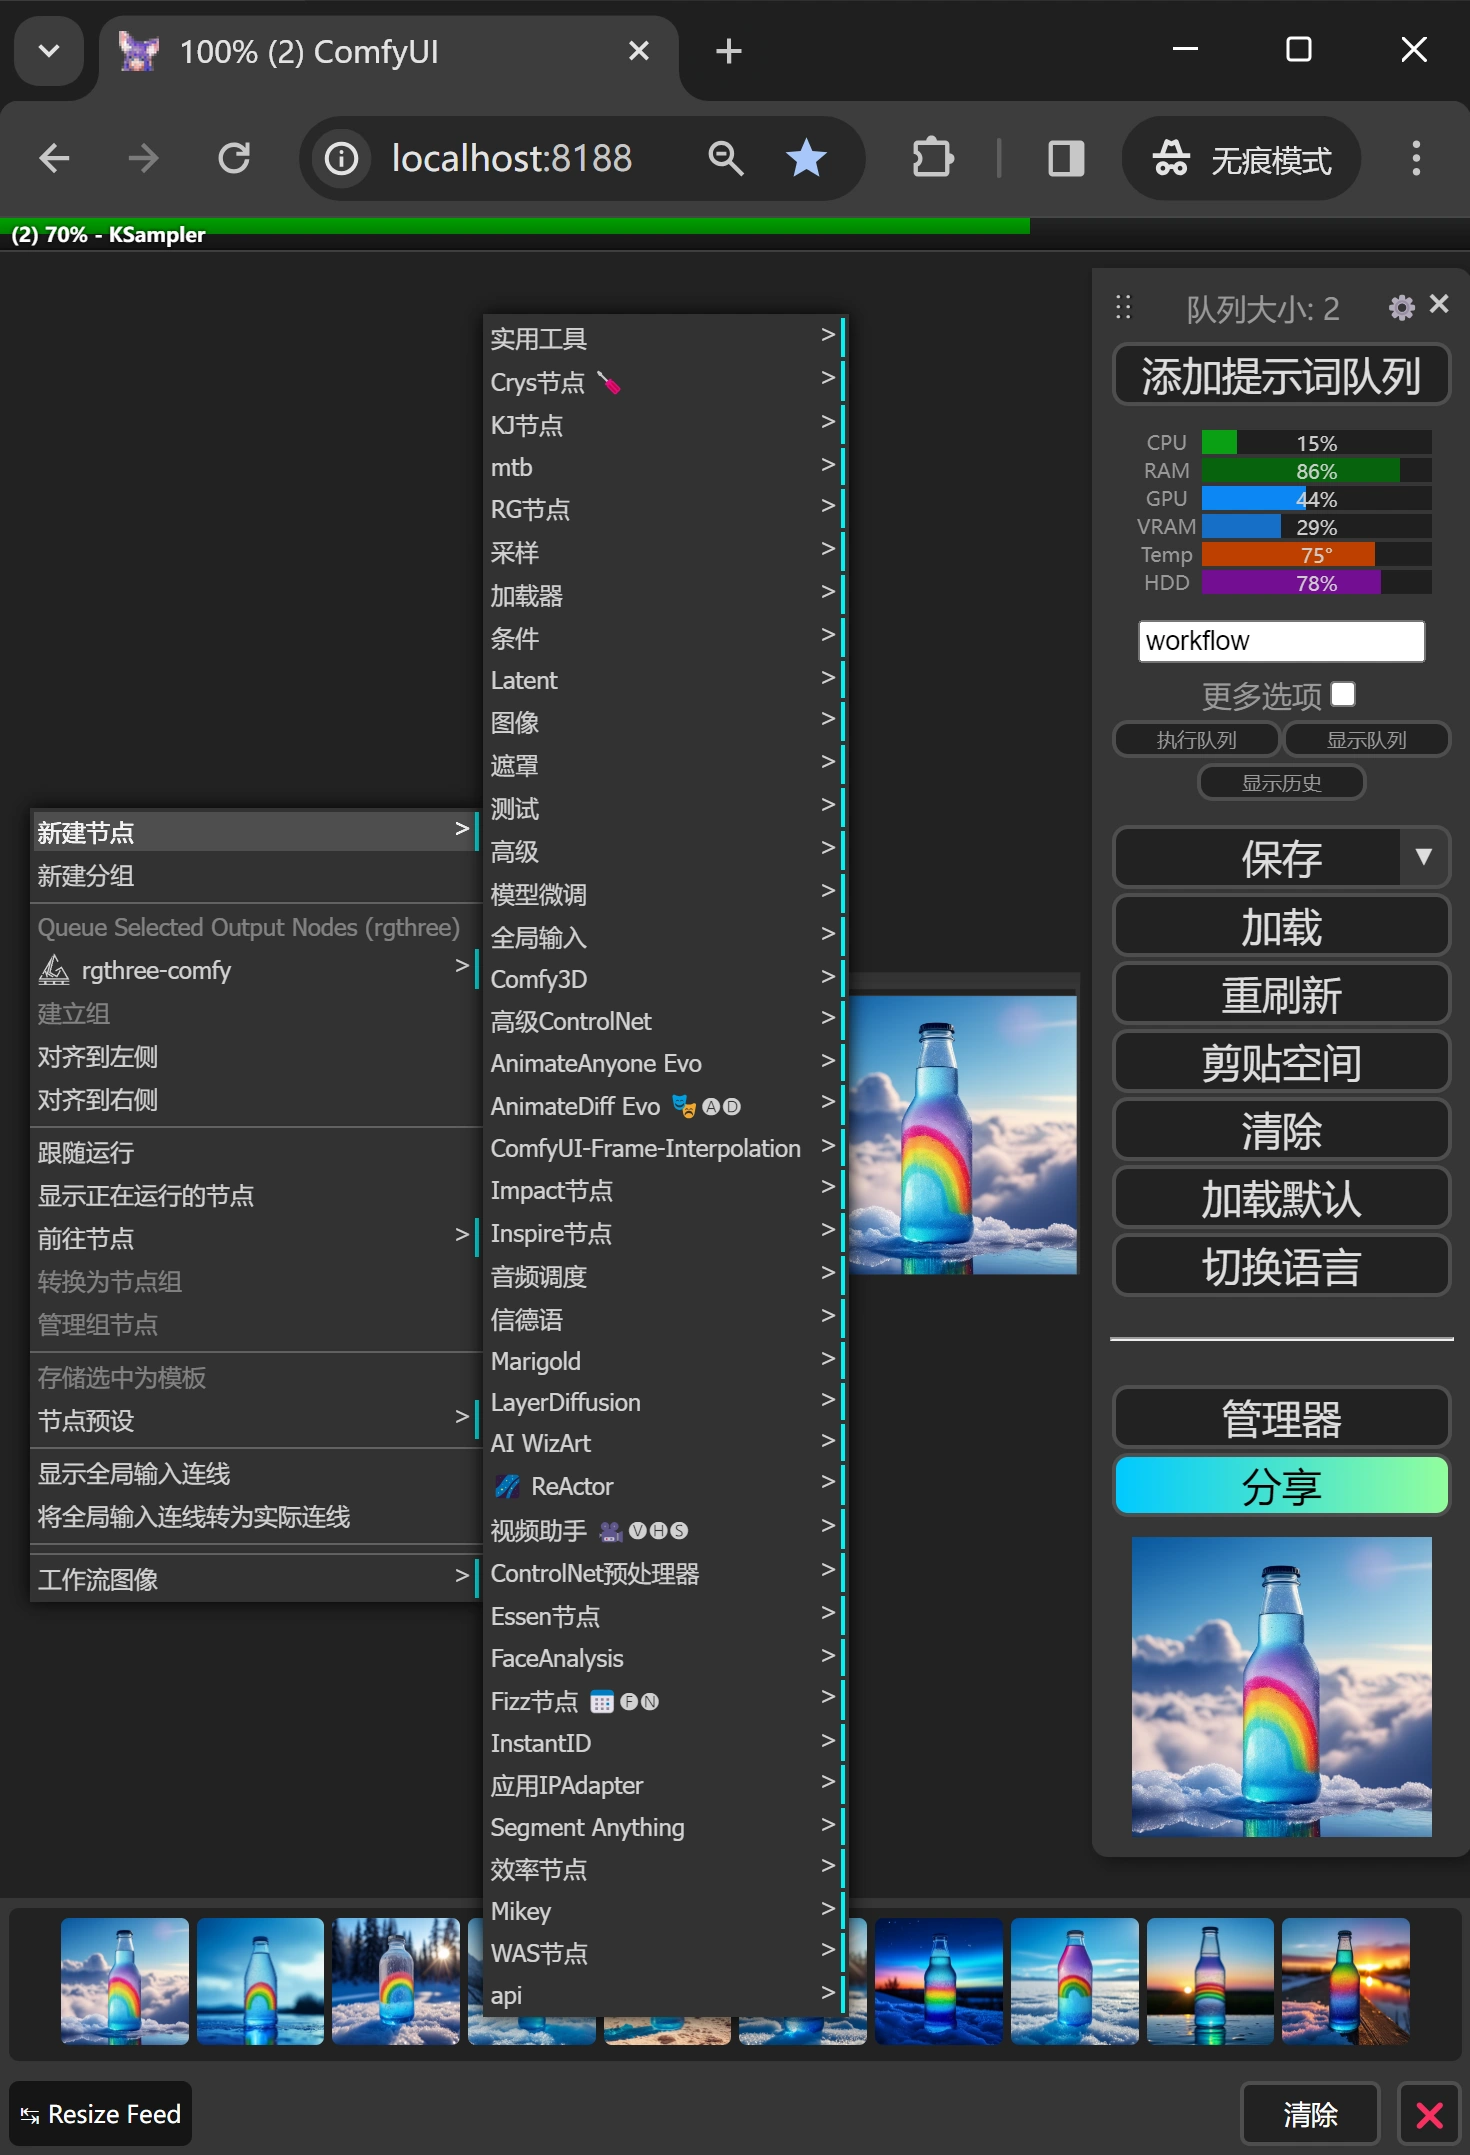 100% (2) ComfyUI
localhost:8188
无痕模式
(2) 70% - KSampler
新建节点 >
新建分组
Queue Selected Output Nodes (rgthree)
rgthree-comfy >
建立组
对齐到左侧
对齐到右侧
跟随运行
显示正在运行的节点
前往节点 >
转换为节点组
管理组节点
存储选中为模板
节点预设 >
显示全局输入连线
将全局输入连线转为实际连线
工作流图像 >
实用工具 >
Crys节点 🪛 >
KJ节点 >
mtb >
RG节点 >
采样 >
加载器 >
条件 >
Latent >
图像 >
遮罩 >
测试 >
高级 >
模型微调 >
全局输入 >
Comfy3D >
高级ControlNet >
AnimateAnyone Evo >
AnimateDiff Evo 🎭🅐🅓 >
ComfyUI-Frame-Interpolation >
Impact节点 >
Inspire节点 >
音频调度 >
信德语 >
Marigold >
LayerDiffusion >
AI WizArt >
🌌 ReActor >
视频助手 🎥🅥🅗🅢 >
ControlNet预处理器 >
Essen节点 >
FaceAnalysis >
Fizz节点 📅🅕🅝 >
InstantID >
应用IPAdapter >
Segment Anything >
效率节点 >
Mikey >
WAS节点 >
api >
队列大小: 2
添加提示词队列
CPU 15%
RAM 86%
GPU 44%
VRAM 29%
Temp 75°
HDD 78%
workflow
更多选项
执行队列 显示队列
显示历史
保存 ▼
加载
重刷新
剪贴空间
清除
加载默认
切换语言
管理器
分享
Resize Feed
清除